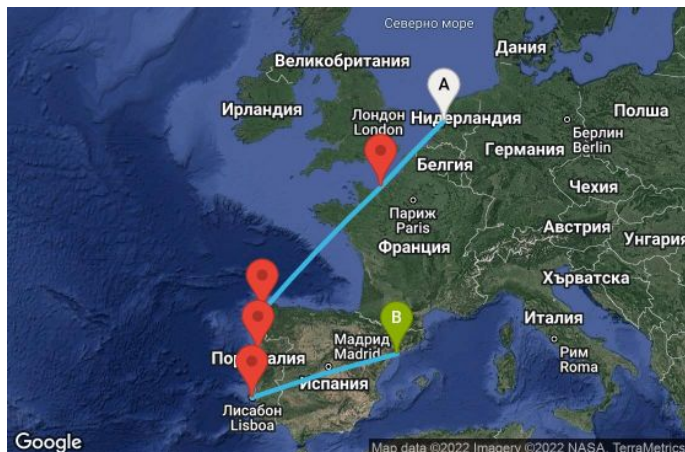 Северно море
Дания
Великобритания
A
Ирландия
Нидерландия
Полша
Лондон
London
Берлин
Berlin
Германия
Белгия
Чехия
Париж
Paris
Австрия
Унгария
Франция
Хърватска
B
Италия
Мадрид
Madrid
Рим
Roma
Испания
Лисабон
Lisboa
Google
Map data ©2022 Imagery ©2022 NASA, TerraMetrics